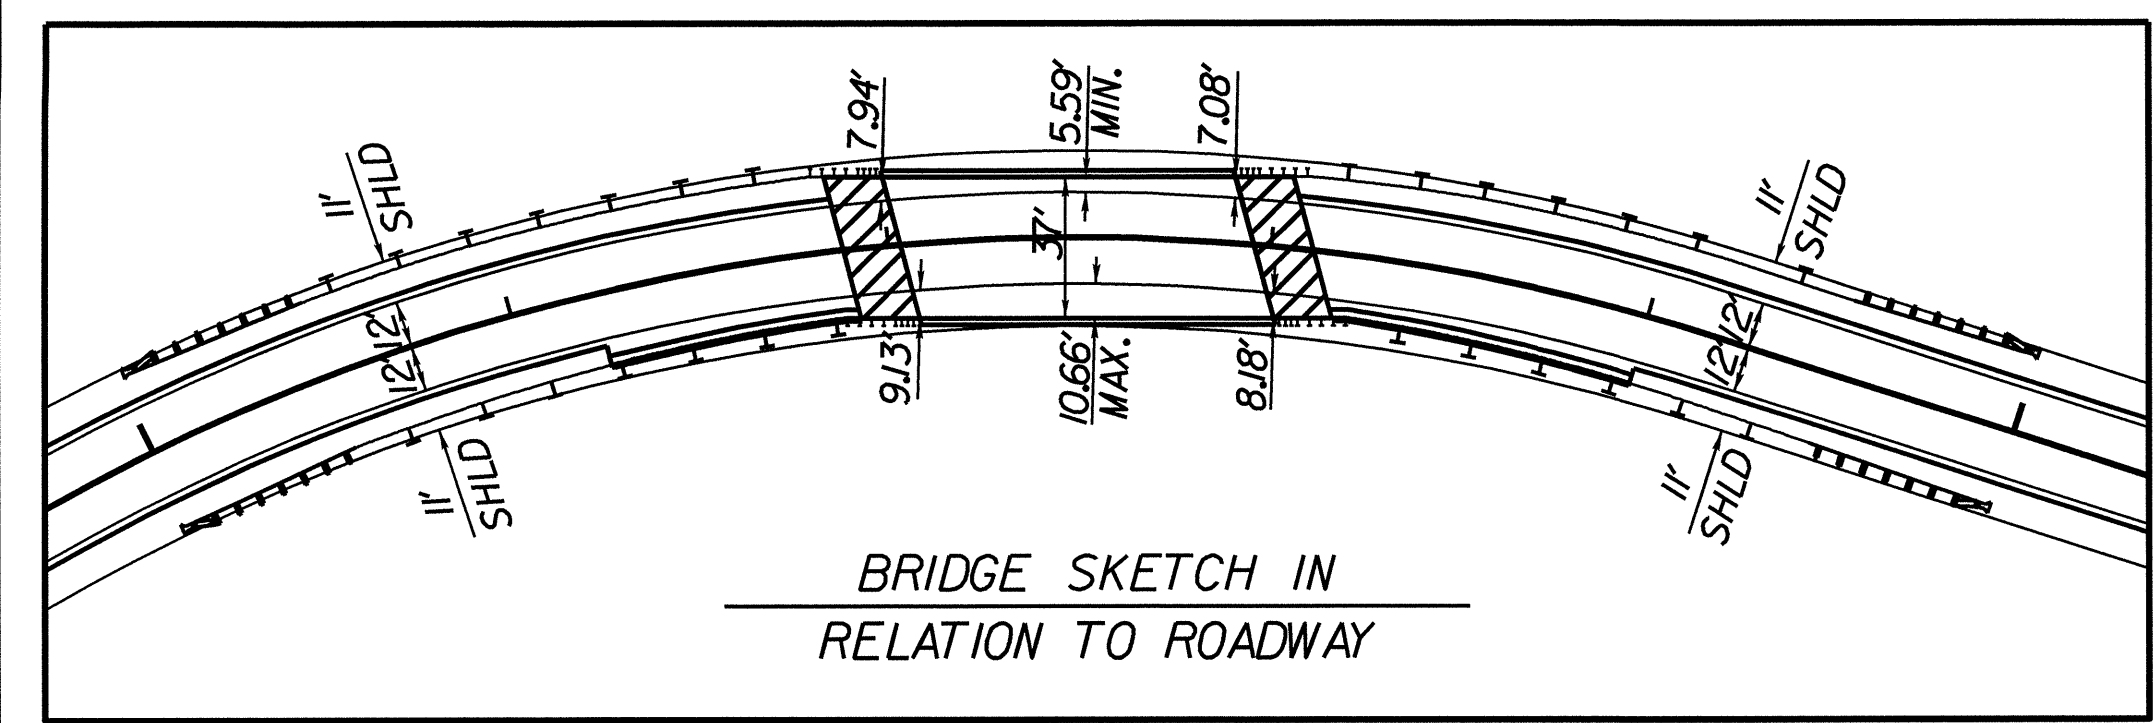 7.94'
5.59'
MIN.
7.08'
11'
SHLD
11'
SHLD
37'
12'
12'
12'
12'
9.13'
10.66'
MAX.
8.18'
11'
SHLD
11'
SHLD
BRIDGE SKETCH IN
RELATION TO ROADWAY